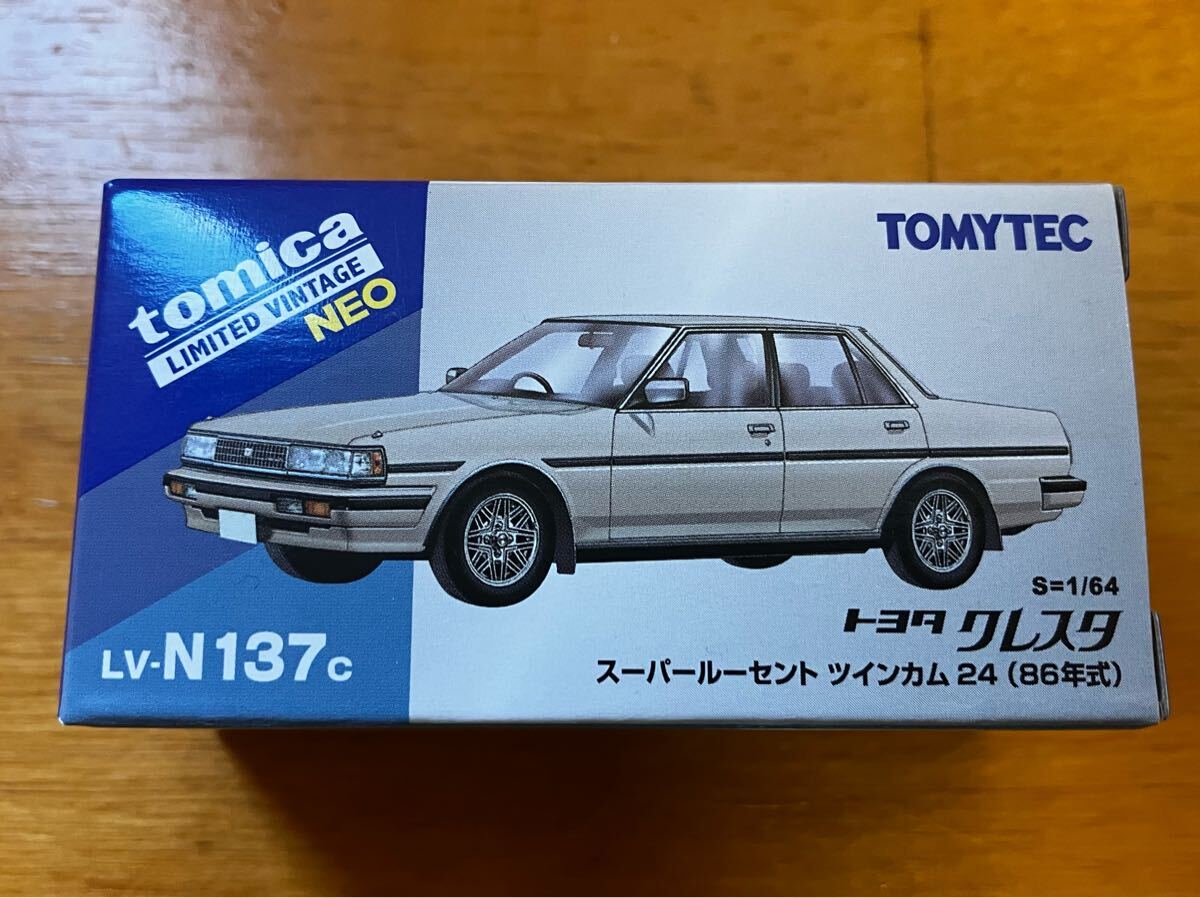 tomica
LIMITED VINTAGE
NEO
TOMYTEC
S=1/64
トヨタ クレスタ
スーパールーセント ツインカム 24 (86年式)
LV-N137c